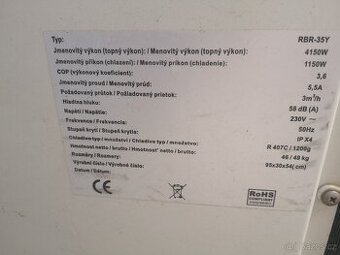 Typ: RBR-35Y
Jmenovitý výkon (topný výkon): / Menovitý výkon (topný výkon): 4150W
Jmenovitý příkon (chlazení) / Menovitý príkon (chladenie): 1150W
COP (výkonový koeficient): 3,6
Jmenovitý proud / Menovitý prúd: 5,5A
Požadovaný průtok / Požadovaný prietok: 3m³/h
Hladina hluku: 58 dB (A)
Napětí / Napätie: 230V
Frekvence / Frekvencia: 50Hz
Stupeň krytí / Stupeň krytia: IP X4
Chladivo typ / množství / Chladivo typ / množstvo: R 407C / 1200g
Hmotnost netto / brutto / Hmotnosť netto / brutto: 46 / 48 kg
Rozměry / Rozmery: 95x30x54( cm)
Výrobní číslo / Výrobné číslo:
Datum / Dátum:
CE
RoHS
COMPLIANT